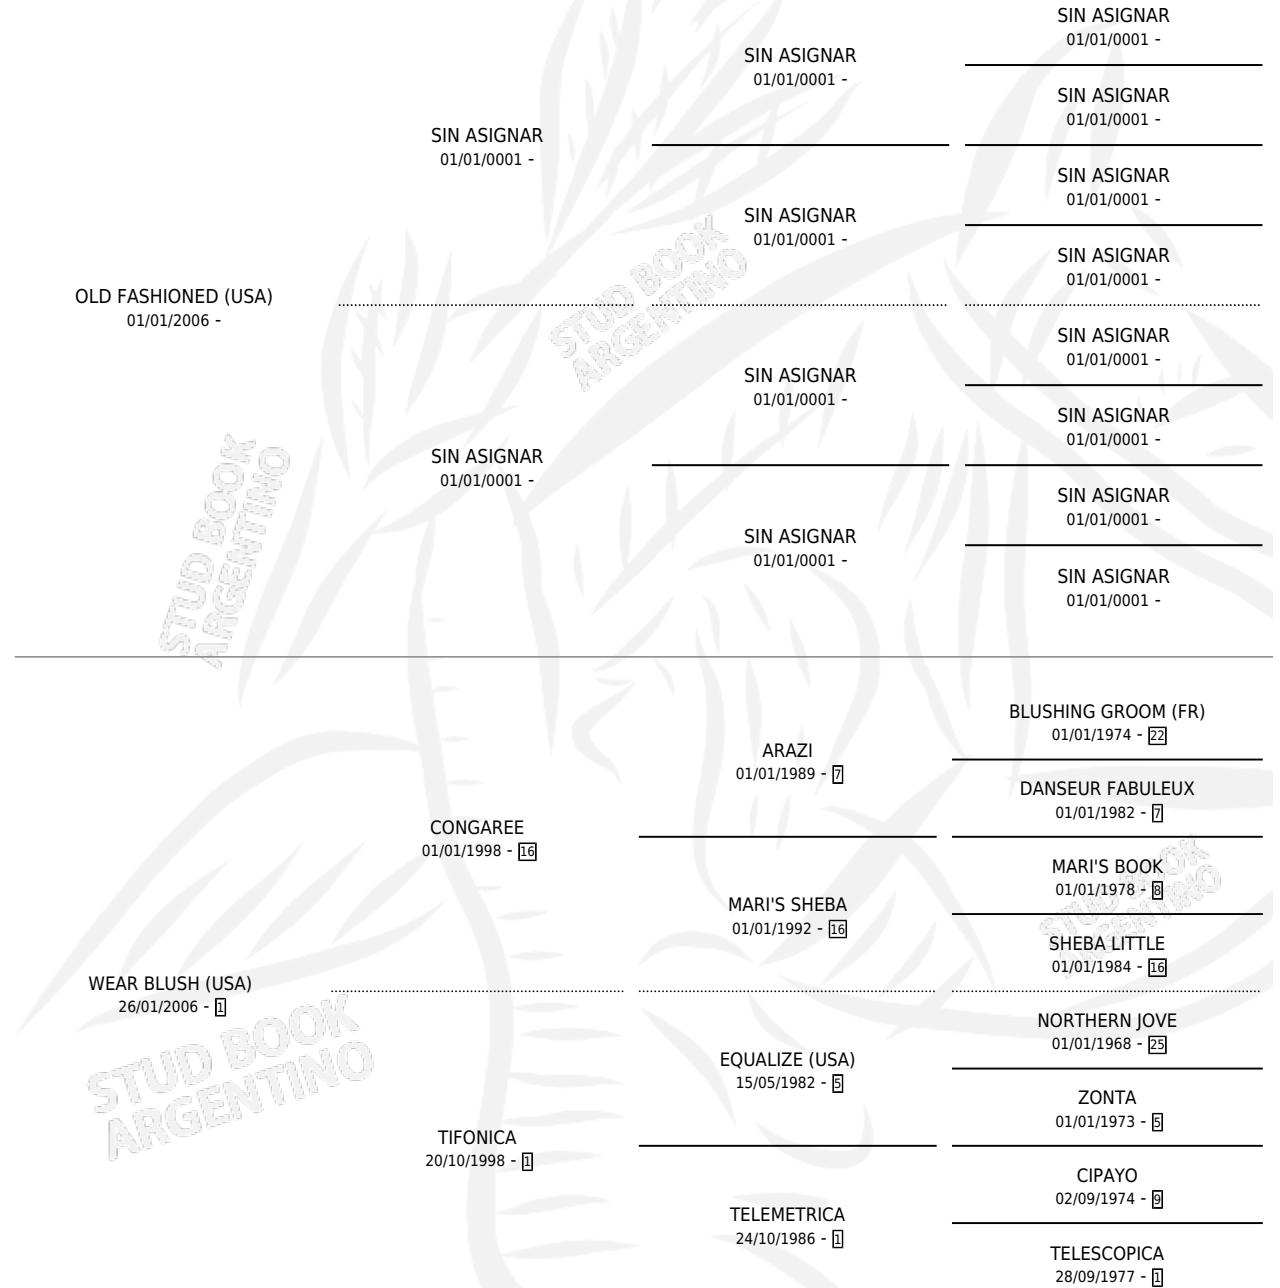 SIN ASIGNAR
01/01/0001 -
SIN ASIGNAR
01/01/0001 -
SIN ASIGNAR
01/01/0001 -
SIN ASIGNAR
01/01/0001 -
SIN ASIGNAR
01/01/0001 -
SIN ASIGNAR
01/01/0001 -
SIN ASIGNAR
01/01/0001 -
STUD BOOK
ARGENTINO
OLD FASHIONED (USA)
01/01/2006 -
SIN ASIGNAR
01/01/0001 -
SIN ASIGNAR
01/01/0001 -
SIN ASIGNAR
01/01/0001 -
SIN ASIGNAR
01/01/0001 -
SIN ASIGNAR
01/01/0001 -
SIN ASIGNAR
01/01/0001 -
SIN ASIGNAR
01/01/0001 -
STUD BOOK
ARGENTINO
BLUSHING GROOM (FR)
01/01/1974 - 22
ARAZI
01/01/1989 - 7
DANSEUR FABULEUX
01/01/1982 - 7
CONGAREE
01/01/1998 - 16
MARI'S BOOK
01/01/1978 - 8
MARI'S SHEBA
01/01/1992 - 16
SHEBA LITTLE
01/01/1984 - 16
STUD BOOK
ARGENTINO
WEAR BLUSH (USA)
26/01/2006 - 1
NORTHERN JOVE
01/01/1968 - 25
EQUALIZE (USA)
15/05/1982 - 5
ZONTA
01/01/1973 - 5
STUD BOOK
ARGENTINO
TIFONICA
20/10/1998 - 1
CIPAYO
02/09/1974 - 9
TELEMETRICA
24/10/1986 - 1
TELESCOPICA
28/09/1977 - 1